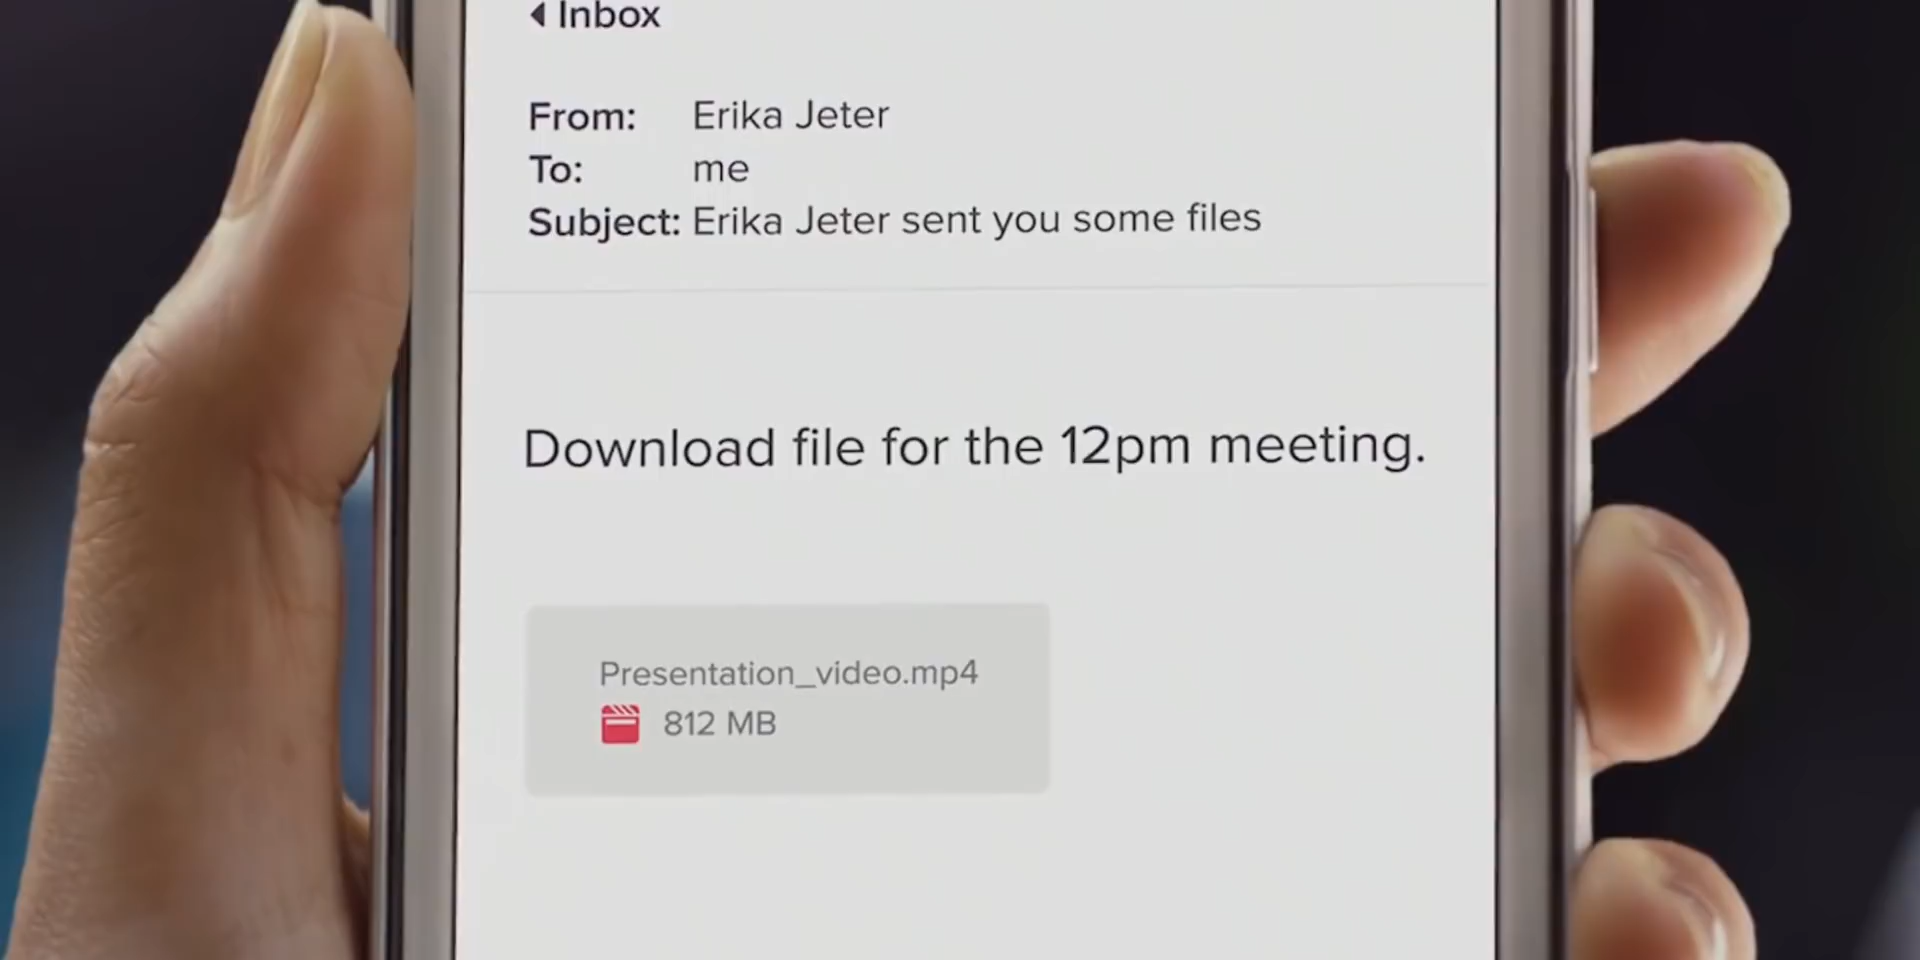 Inbox
From: Erika Jeter
To: me
Subject: Erika Jeter sent you some files
Download file for the 12pm meeting.
Presentation_video.mp4
812 MB